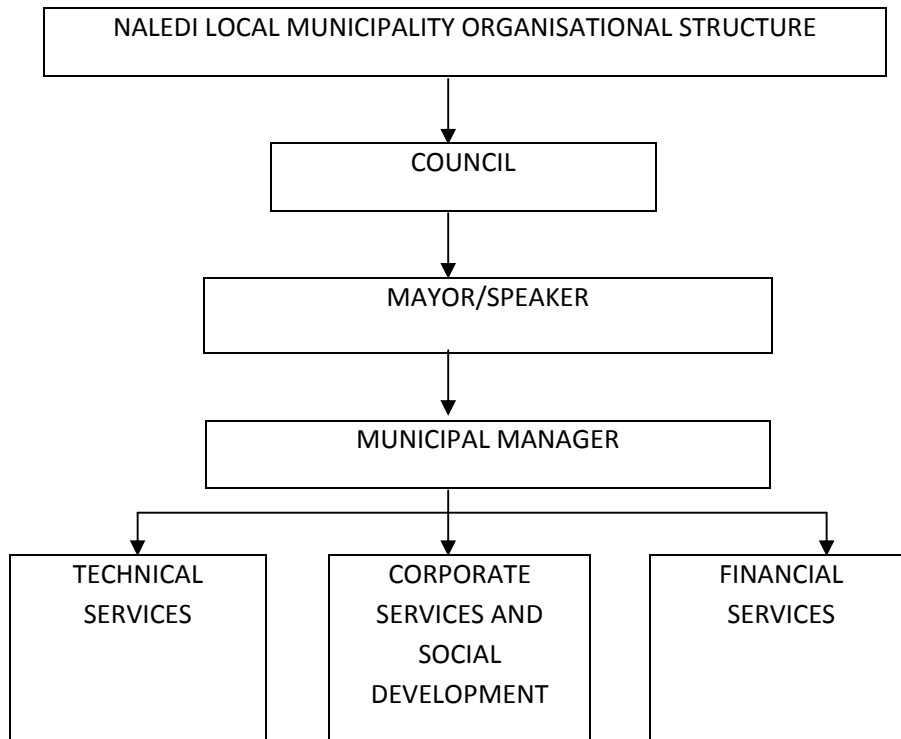 NALEDI LOCAL MUNICIPALITY ORGANISATIONAL STRUCTURE
COUNCIL
MAYOR/SPEAKER
MUNICIPAL MANAGER
TECHNICAL
SERVICES
CORPORATE
SERVICES AND
SOCIAL
DEVELOPMENT
FINANCIAL
SERVICES